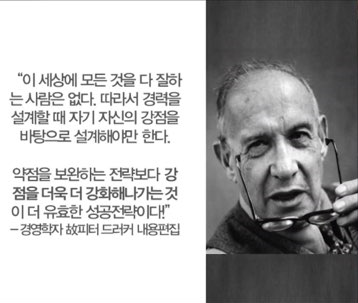 “이 세상에 모든 것을 다 잘하
는 사람은 없다. 따라서 경력을
설계할 때 자기 자신의 강점을
바탕으로 설계해야만 한다.
약점을 보완하는 전략보다 강
점을 더욱 더 강화해나가는 것
이 더 유효한 성공전략이다!”
– 경영학자 故피터 드러커 내용편집